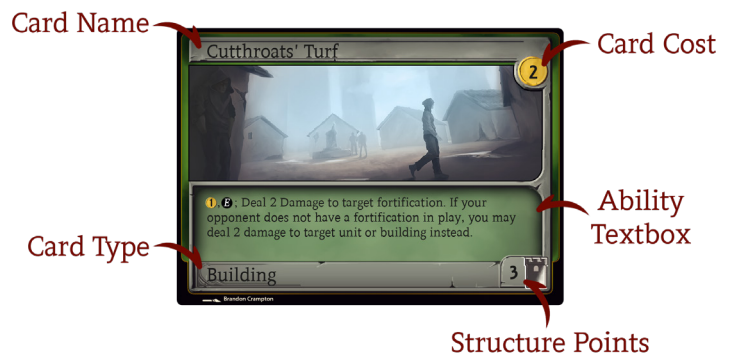 Card Name
Cutthroats' Turf
Card Cost
2
1, E, Deal 2 Damage to target fortification. If your
opponent does not have a fortification in play, you may
deal 2 damage to target unit or building instead.
Ability
Textbox
Card Type
Building
3
Brandon Crampton
Structure Points